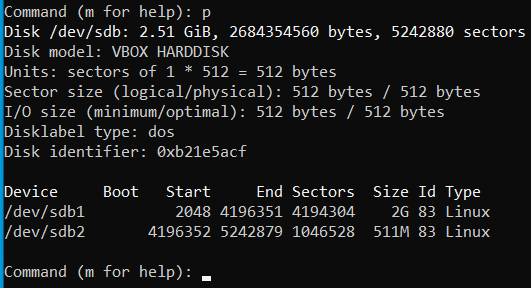 Command (m for help): p
Disk /dev/sdb: 2.51 GiB, 2684354560 bytes, 5242880 sectors
Disk model: VBOX HARDDISK
Units: sectors of 1 * 512 = 512 bytes
Sector size (logical/physical): 512 bytes / 512 bytes
I/O size (minimum/optimal): 512 bytes / 512 bytes
Disklabel type: dos
Disk identifier: 0xb21e5acf
Device     Boot   Start     End Sectors  Size Id Type
/dev/sdb1          2048 4196351 4194304    2G 83 Linux
/dev/sdb2       4196352 5242879 1046528  511M 83 Linux
Command (m for help):